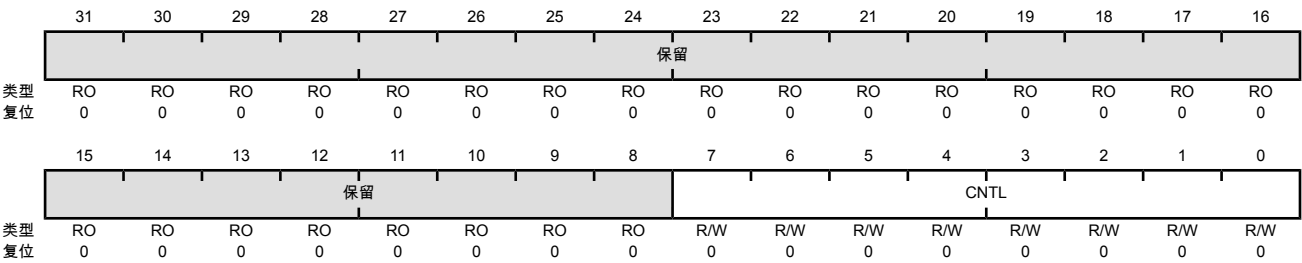 31 30 29 28 27 26 25 24 23 22 21 20 19 18 17 16
保留
类型 RO RO RO RO RO RO RO RO RO RO RO RO RO RO RO RO
复位 0 0 0 0 0 0 0 0 0 0 0 0 0 0 0 0
15 14 13 12 11 10 9 8 7 6 5 4 3 2 1 0
保留 CNTL
类型 RO RO RO RO RO RO RO RO R/W R/W R/W R/W R/W R/W R/W R/W
复位 0 0 0 0 0 0 0 0 0 0 0 0 0 0 0 0